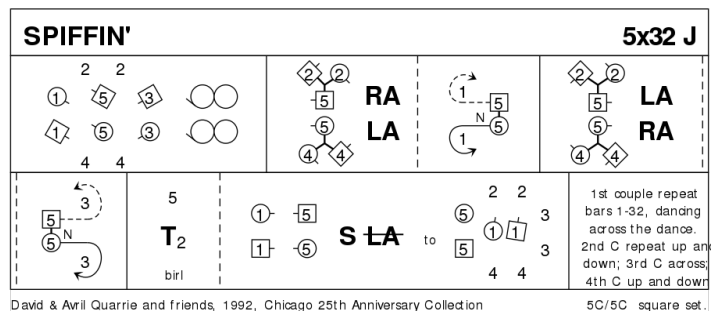 SPIFFIN' 5x32 J
2 2
1 5 3
1 5 3
4 4
2 2
5 RA
5 LA
4 4
1 5
N 5
1
2 2
5 LA
5 RA
4 4
3
5
5 N
3
5
T2
birl
1 5
1 5
S LA to
2 2
5 1 1 3
5 3
4 4
1st couple repeat
bars 1-32, dancing
across the dance.
2nd C repeat up and
down; 3rd C across;
4th C up and down
David & Avril Quarrie and friends, 1992, Chicago 25th Anniversary Collection 5C/5C square set.